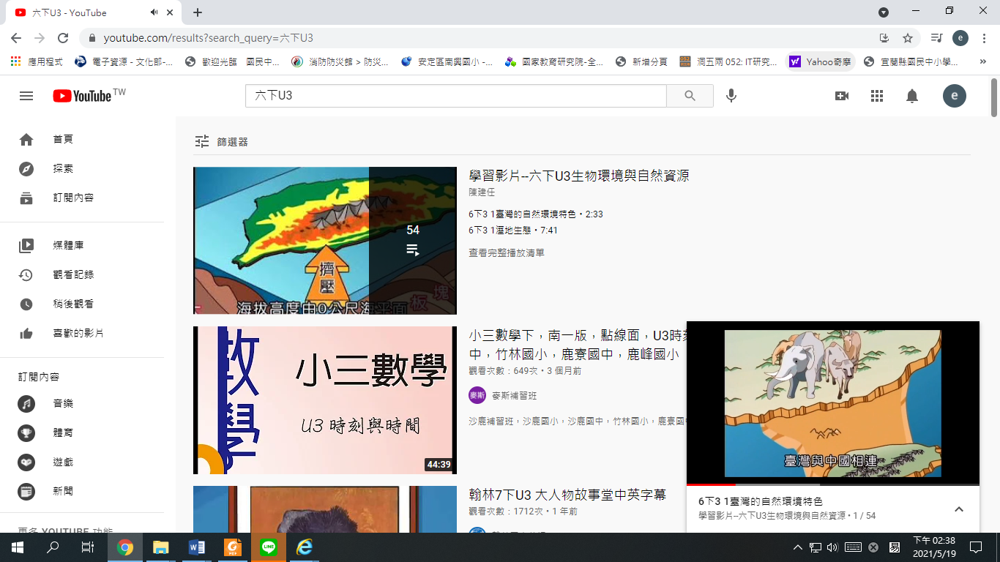 六下U3 - YouTube
youtube.com/results?search_query=六下U3
e
應用程式
電子資源 - 文化部-...
歡迎光臨 國民中...
消防防災館 > 防災...
安定區南興國小 -...
國家教育研究院-全...
新增分頁
洞五兩 052: IT研究...
Yahoo奇摩
宜蘭縣國民中小學...
»
YouTube TW
六下U3
e
首頁
探索
訂閱內容
媒體庫
觀看記錄
稍後觀看
喜歡的影片
訂閱內容
音樂
體育
遊戲
新聞
更多 YOUTUBE 功能
篩選器
擠壓
板塊
海拔高度由0公尺海平面
54
學習影片--六下U3生物環境與自然資源
陳建任
6下3 1臺灣的自然環境特色 • 2:33
6下3 1溼地生態 • 7:41
查看完整播放清單
教學
小三數學
U3 時刻與時間
44:39
小三數學下，南一版，點線面，U3時刻
中，竹林國小，鹿寮國中，鹿峰國小
觀看次數：649次 • 3 個月前
麥斯
麥斯補習班
沙鹿補習班，沙鹿國小，沙鹿國中，竹林國小，鹿寮國中
翰林7下U3 大人物故事堂中英字幕
觀看次數：1712次 • 1 年前
臺灣與中國相連
6下3 1臺灣的自然環境特色
學習影片--六下U3生物環境與自然資源 • 1 / 54
W
PDF
LINE
下午 02:38
2021/5/19